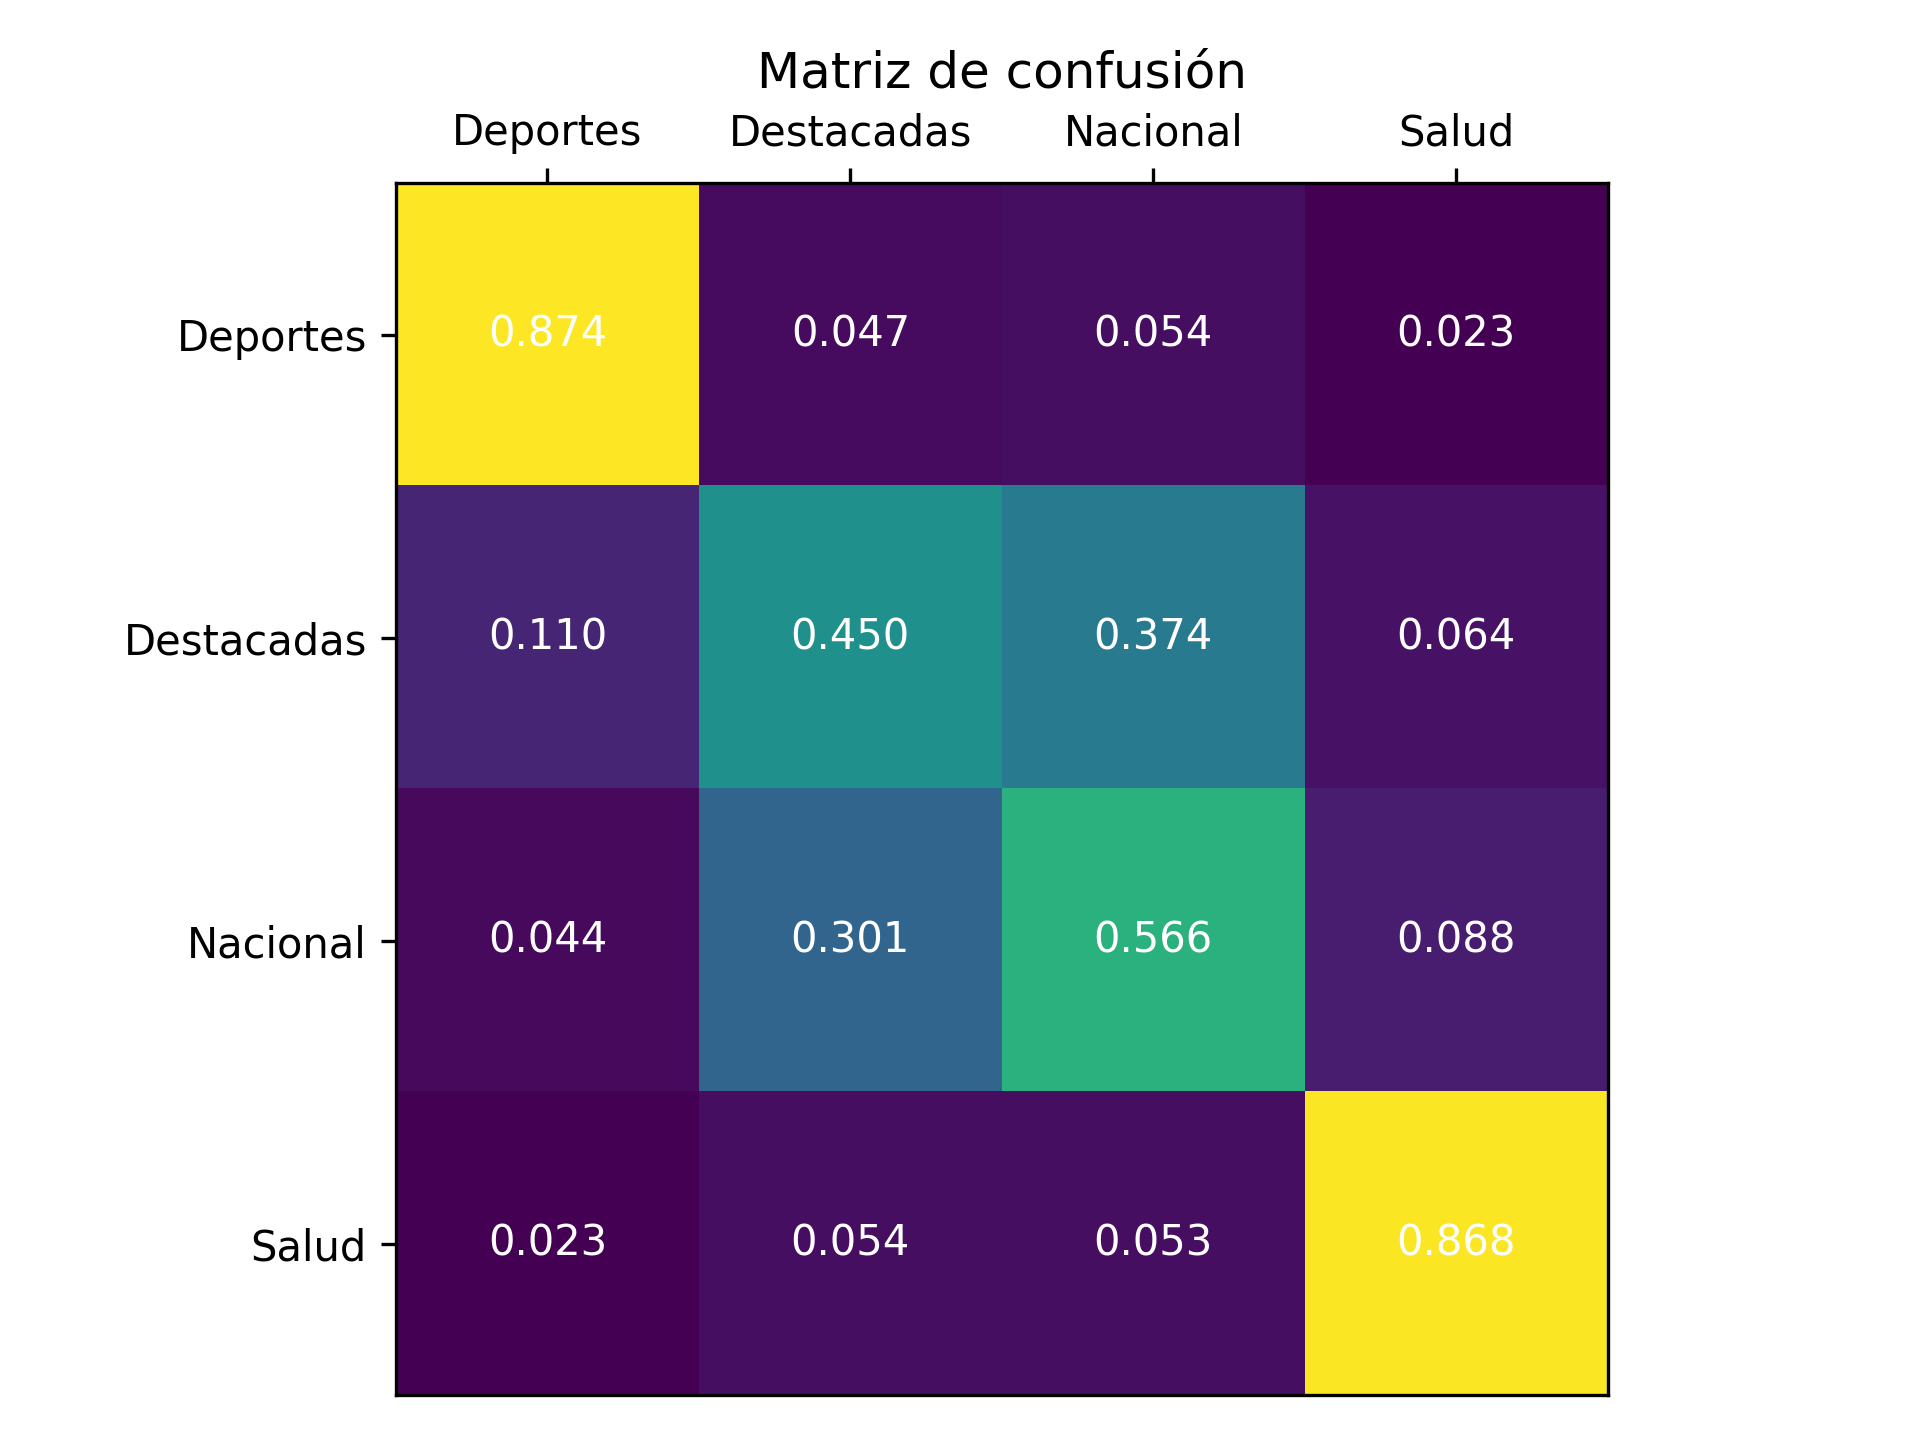 Matriz de confusión
Deportes Destacadas Nacional Salud
Deportes 0.874 0.047 0.054 0.023
Destacadas 0.110 0.450 0.374 0.064
Nacional 0.044 0.301 0.566 0.088
Salud 0.023 0.054 0.053 0.868